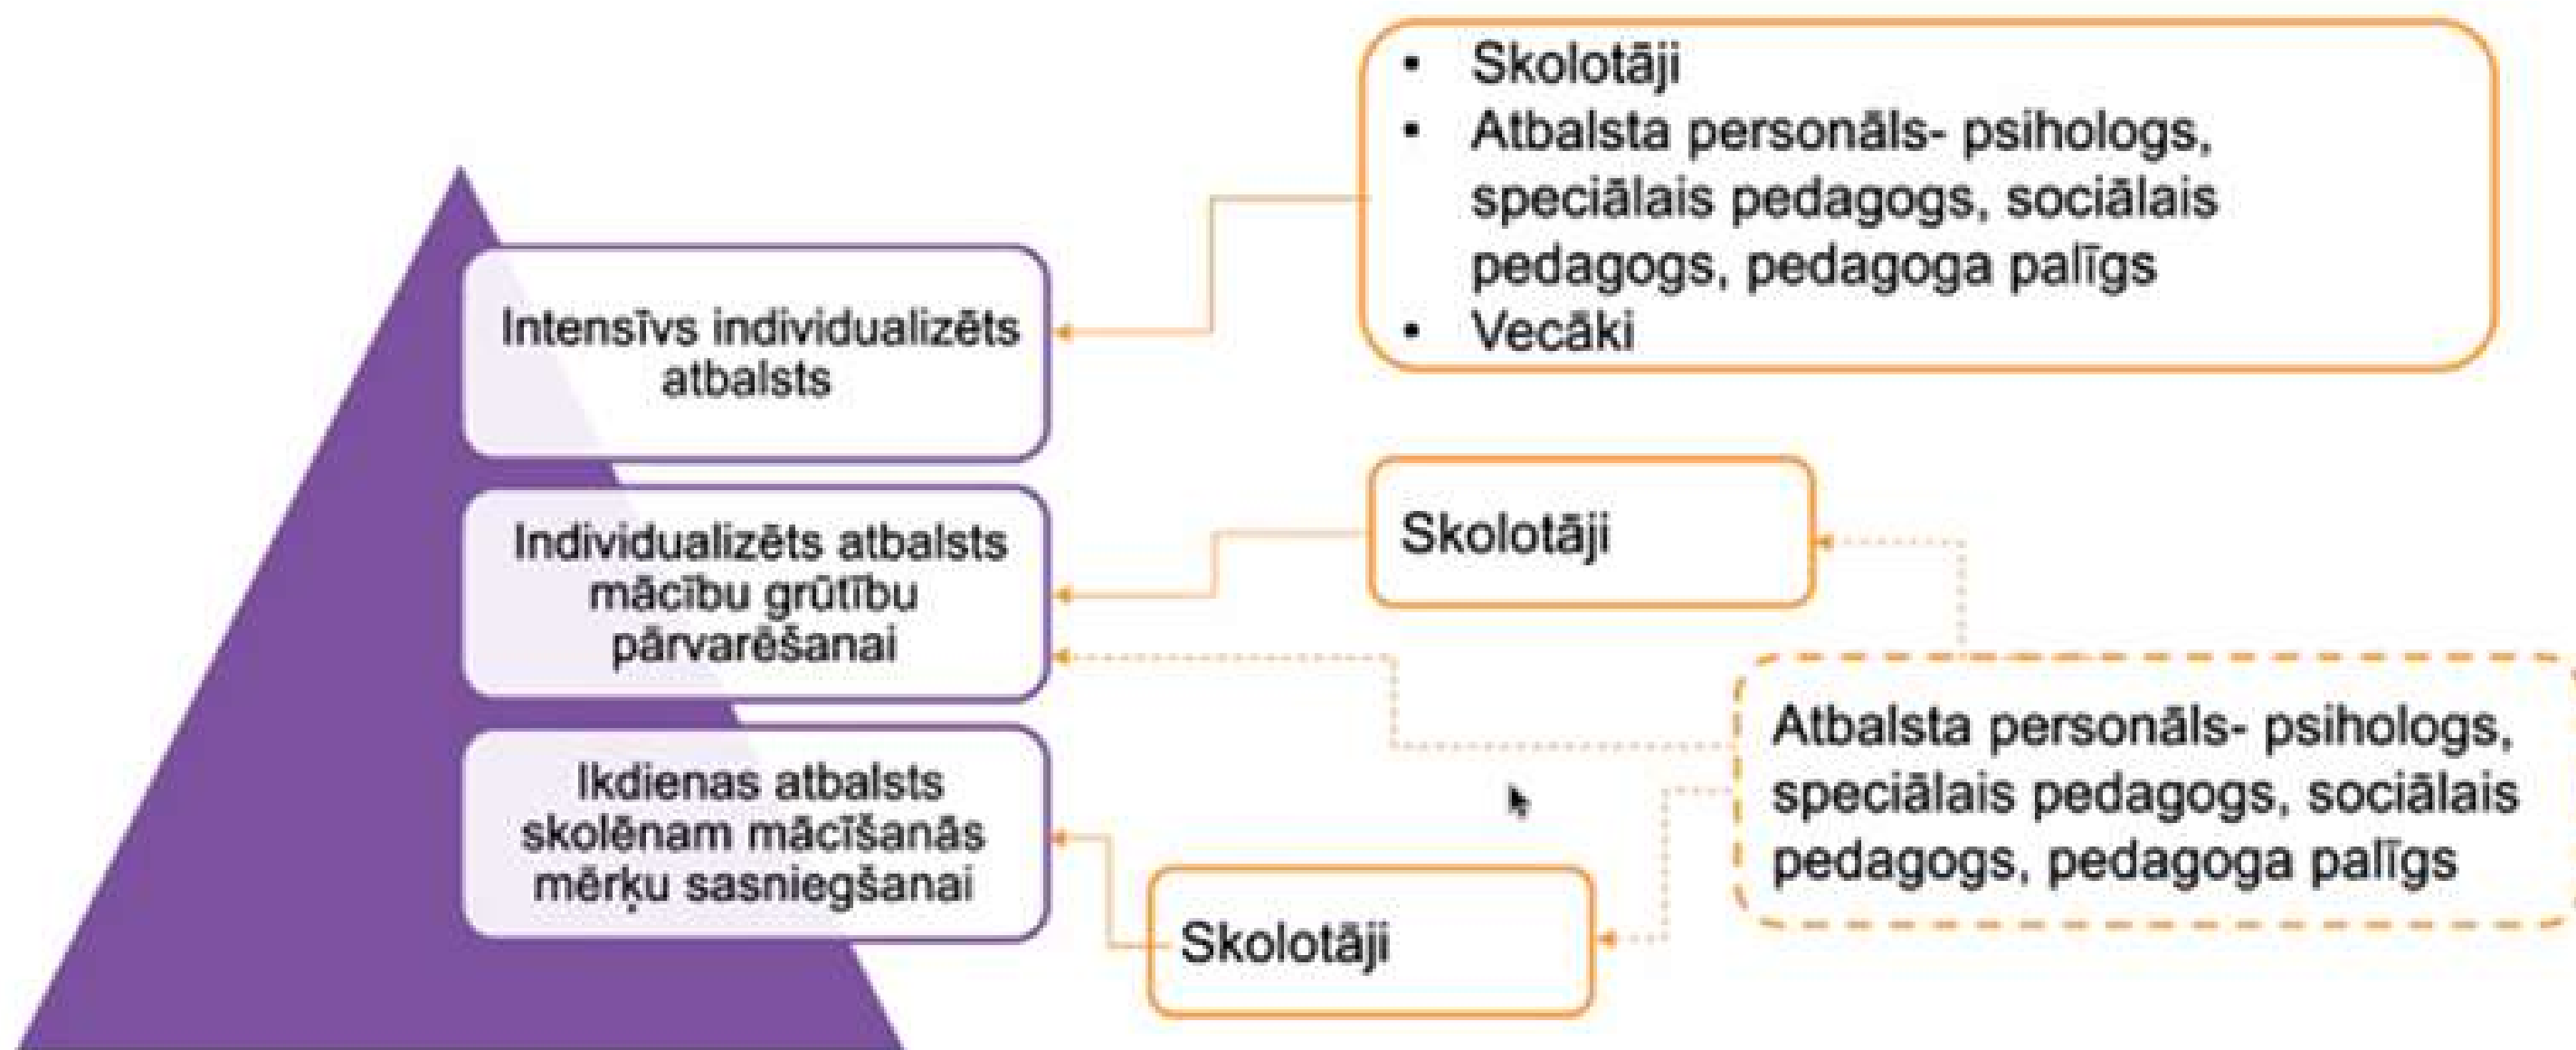 • Skolotāji
• Atbalsta personāls- psihologs,
speciālais pedagogs, sociālais
pedagogs, pedagoga palīgs
• Vecāki
Intensīvs individualizēts
atbalsts
Skolotāji
Individualizēts atbalsts
mācību grūtību
pārvarēšanai
Atbalsta personāls- psihologs,
speciālais pedagogs, sociālais
pedagogs, pedagoga palīgs
Ikdienas atbalsts
skolēnam mācīšanās
mērķu sasniegšanai
Skolotāji